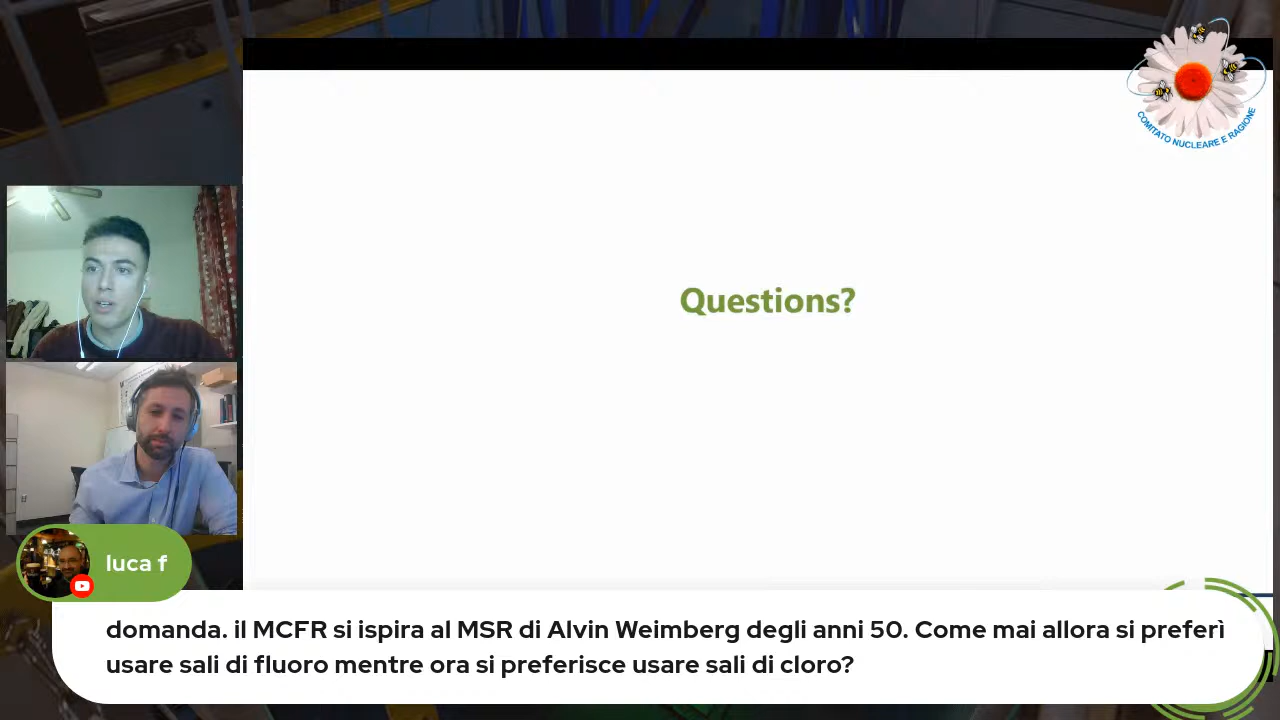 COMITATO NUCLEARE E RAGIONE
Questions?
luca f
domanda. il MCFR si ispira al MSR di Alvin Weimberg degli anni 50. Come mai allora si preferì
usare sali di fluoro mentre ora si preferisce usare sali di cloro?